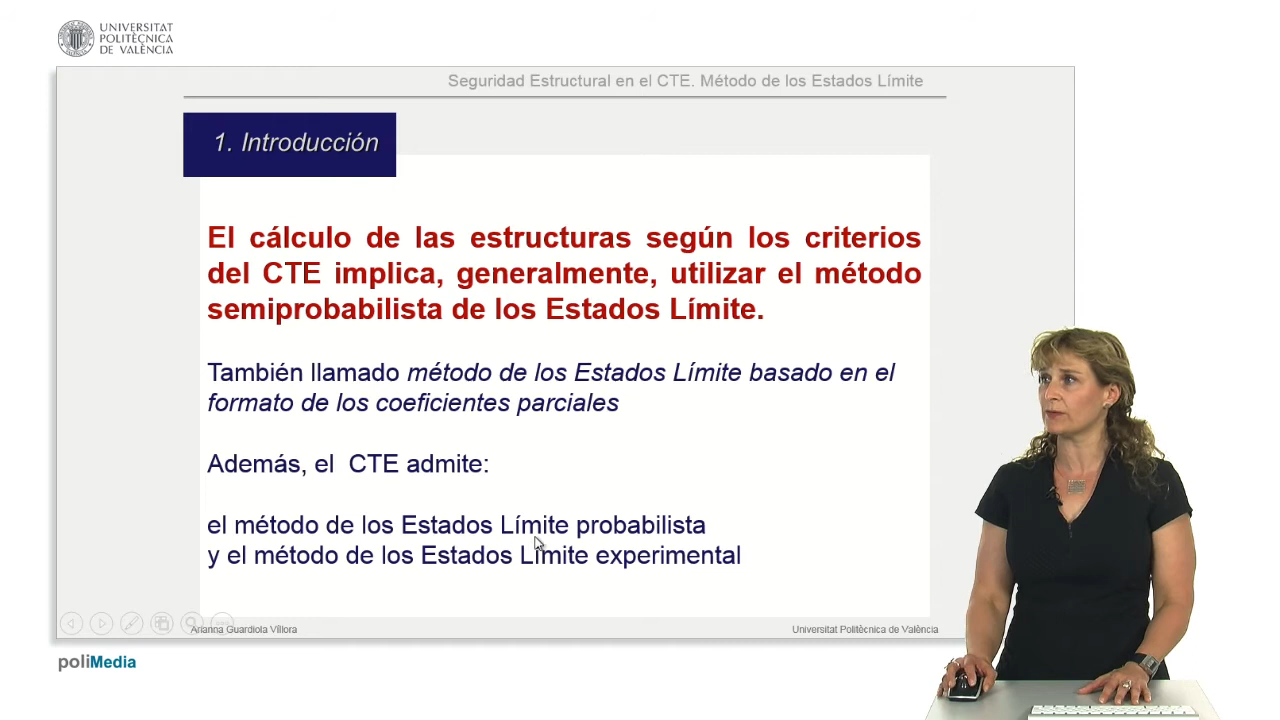 UNIVERSITAT
POLITÈCNICA
DE VALÈNCIA
Seguridad Estructural en el CTE. Método de los Estados Límite
1. Introducción
El cálculo de las estructuras según los criterios
del CTE implica, generalmente, utilizar el método
semiprobabilista de los Estados Límite.
También llamado método de los Estados Límite basado en el
formato de los coeficientes parciales
Además, el CTE admite:
el método de los Estados Límite probabilista
y el método de los Estados Límite experimental
Arianna Guardiola Víllora
Universitat Politècnica de València
poliMedia